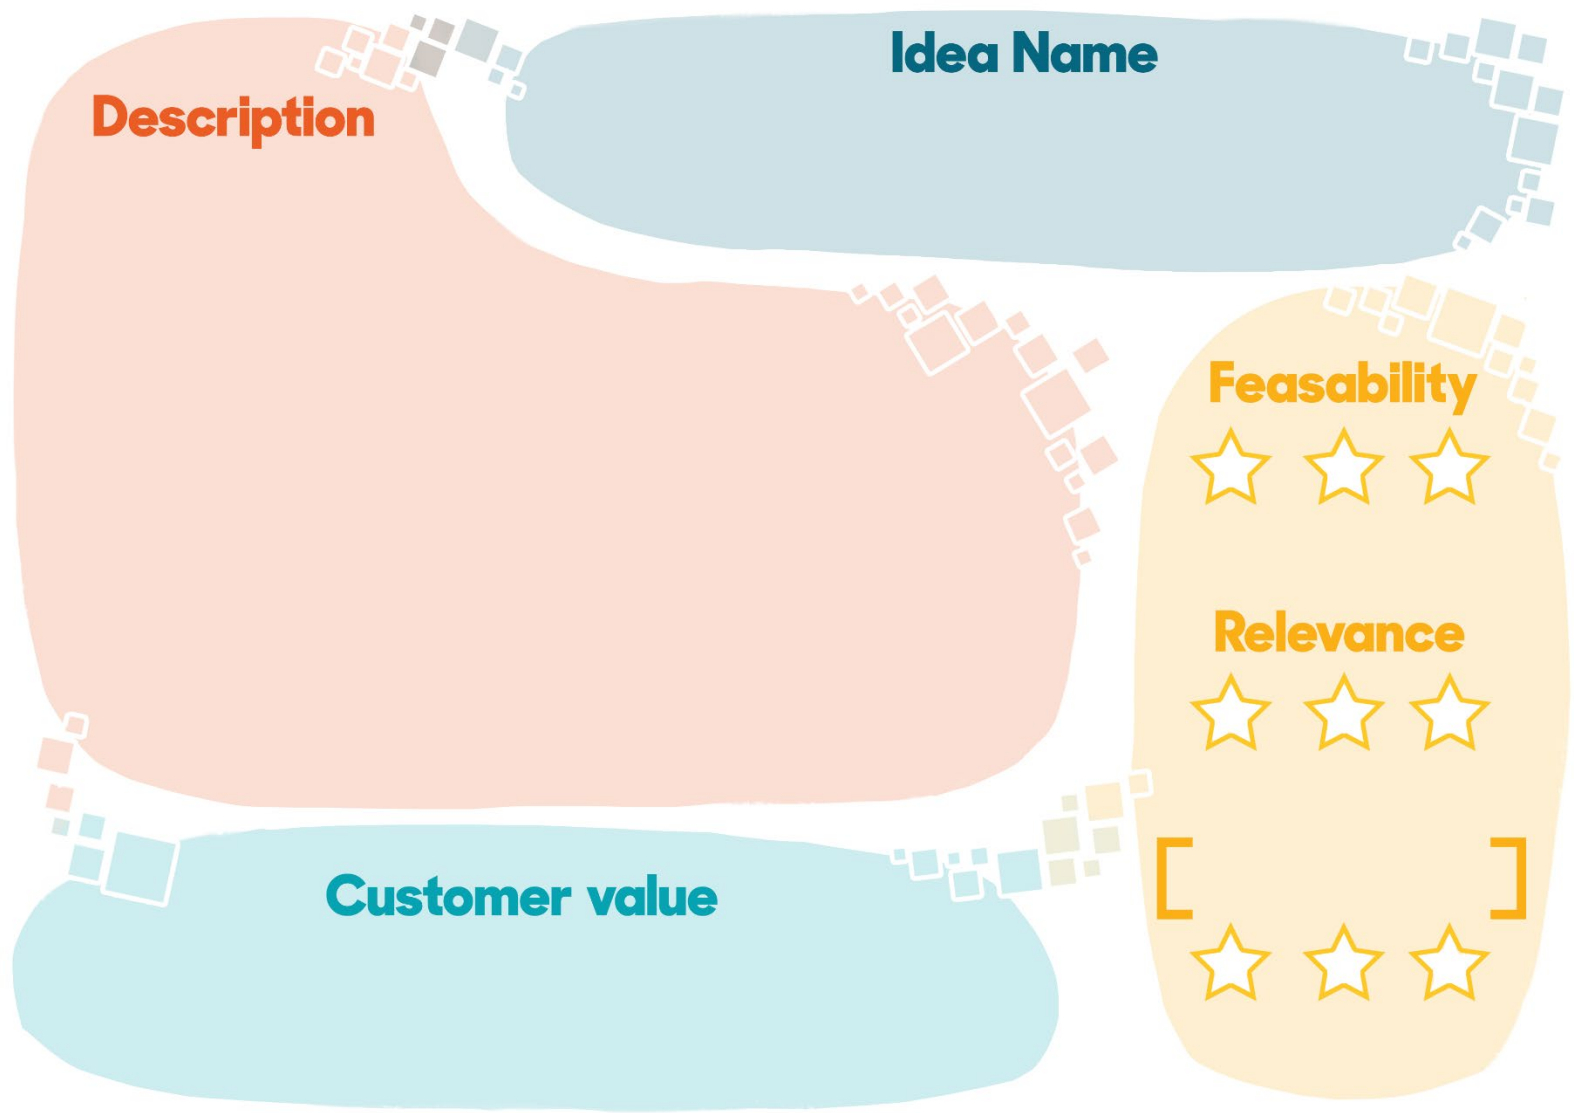 Idea Name
Description
Feasability
Relevance
[ ]
Customer value